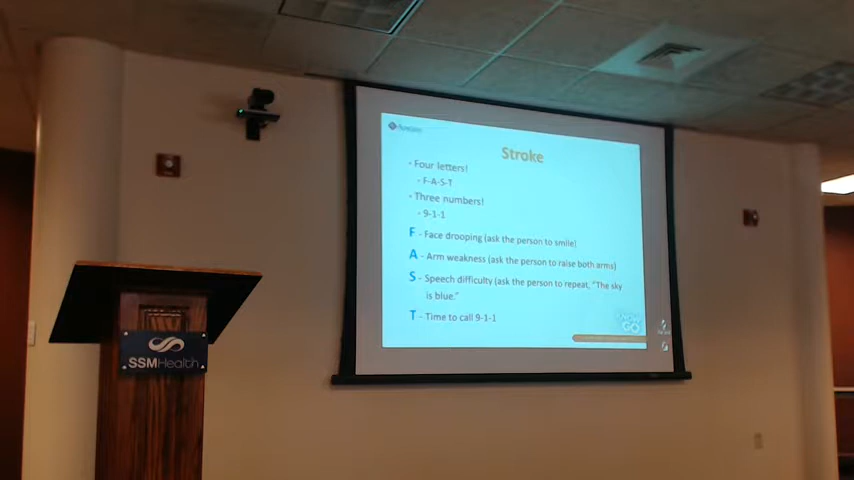 Stroke
- Four letters!
- F-A-S-T
- Three numbers!
- 9-1-1
F - Face drooping (ask the person to smile)
A - Arm weakness (ask the person to raise both arms)
S - Speech difficulty (ask the person to repeat, "The sky
is blue."
T - Time to call 9-1-1
GO
SSMHealth